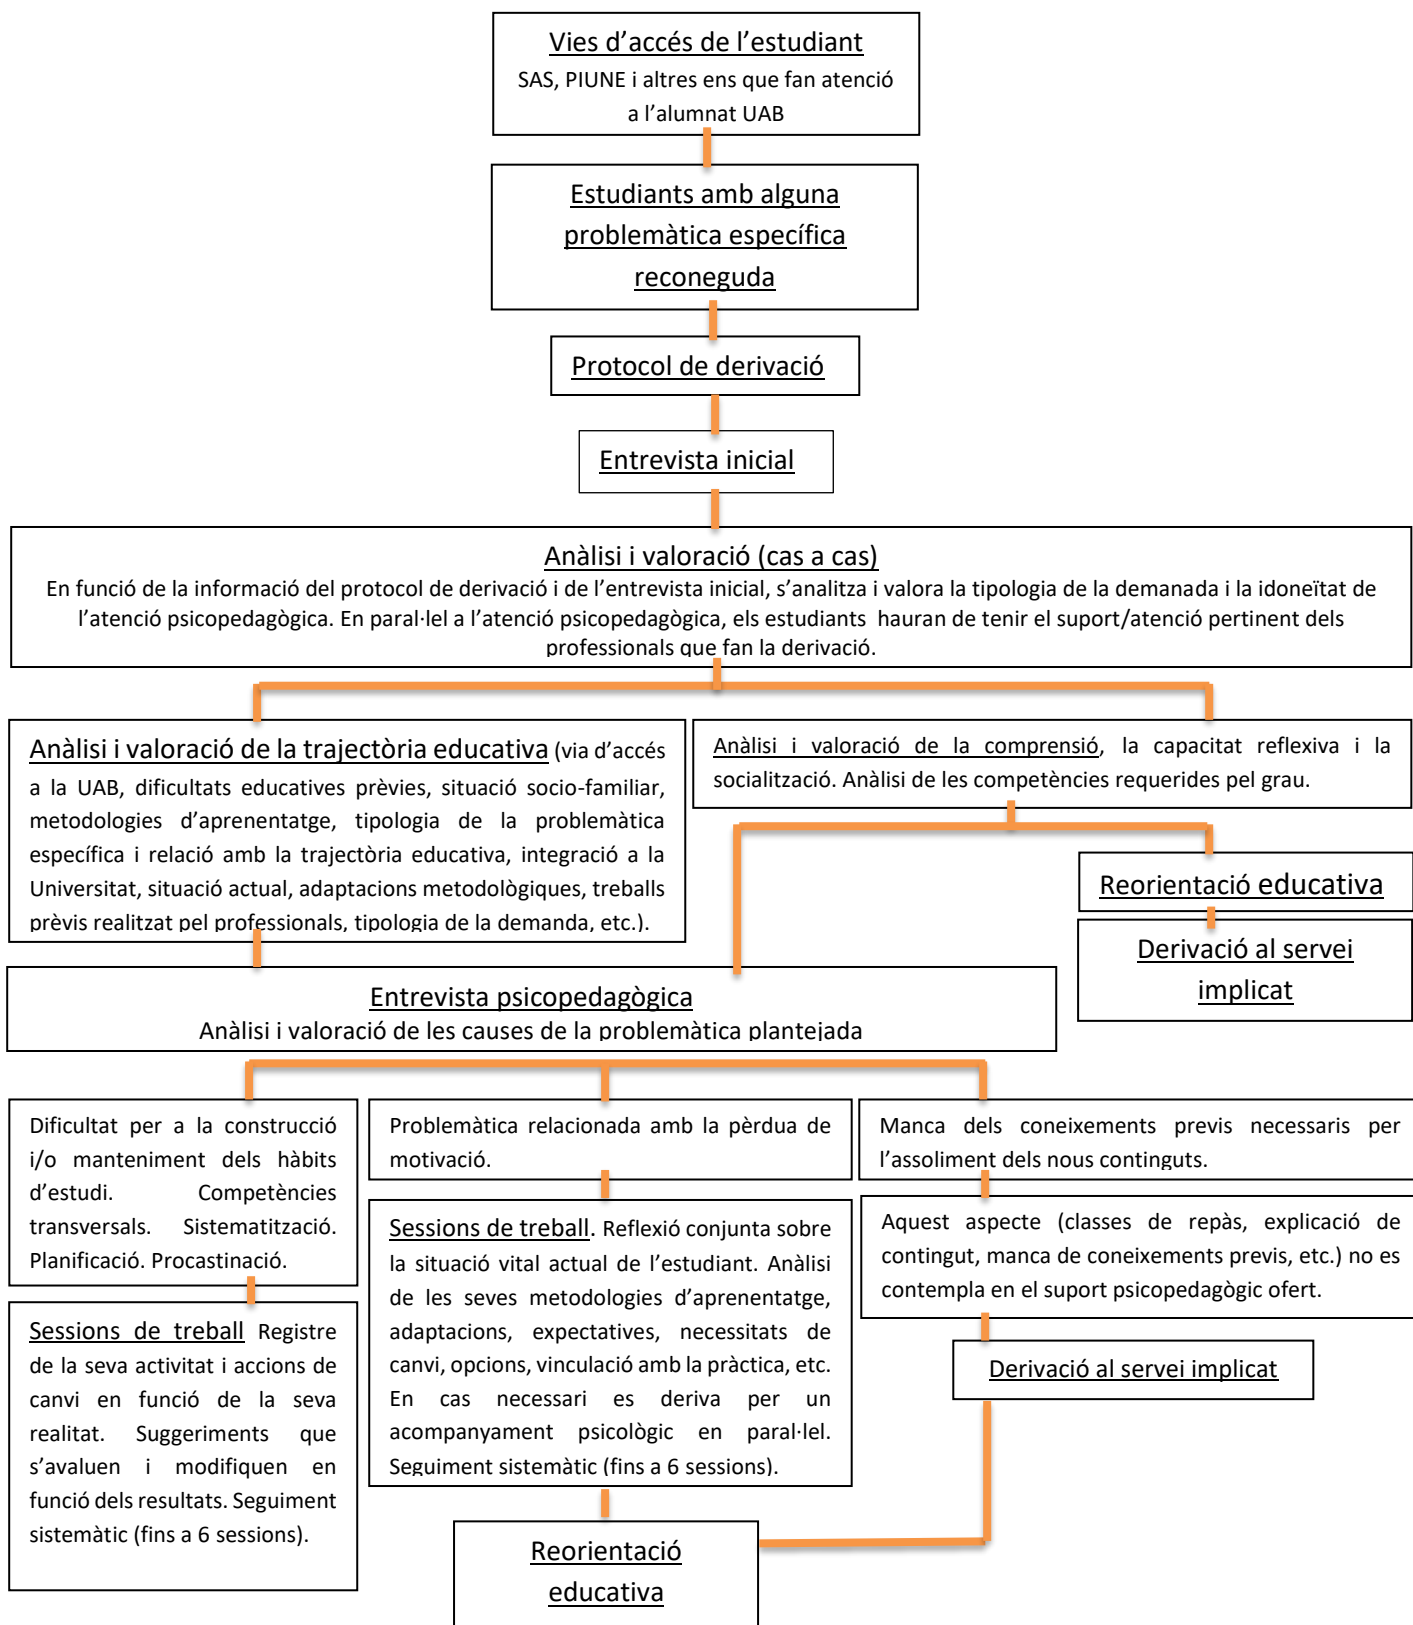 Vies d’accés de l’estudiant
SAS, PIUNE i altres ens que fan atenció
a l’alumnat UAB
Estudiants amb alguna
problemàtica específica
reconeguda
Protocol de derivació
Entrevista inicial
Anàlisi i valoració (cas a cas)
En funció de la informació del protocol de derivació i de l’entrevista inicial, s’analitza i valora la tipologia de la demanada i la idoneïtat de
l’atenció psicopedagògica. En paral·lel a l’atenció psicopedagògica, els estudiants hauran de tenir el suport/atenció pertinent dels
professionals que fan la derivació.
Anàlisi i valoració de la trajectòria educativa (via d’accés
a la UAB, dificultats educatives prèvies, situació socio-familiar,
metodologies d’aprenentatge, tipologia de la problemàtica
específica i relació amb la trajectòria educativa, integració a la
Universitat, situació actual, adaptacions metodològiques, treballs
prèvis realitzat pel professionals, tipologia de la demanda, etc.).
Anàlisi i valoració de la comprensió, la capacitat reflexiva i la
socialització. Anàlisi de les competències requerides pel grau.
Reorientació educativa
Derivació al servei
implicat
Entrevista psicopedagògica
Anàlisi i valoració de les causes de la problemàtica plantejada
Dificultat per a la construcció
i/o manteniment dels hàbits
d’estudi. Competències
transversals. Sistematització.
Planificació. Procastinació.
Sessions de treball Registre
de la seva activitat i accions de
canvi en funció de la seva
realitat. Suggeriments que
s’avaluen i modifiquen en
funció dels resultats. Seguiment
sistemàtic (fins a 6 sessions).
Problemàtica relacionada amb la pèrdua de
motivació.
Sessions de treball. Reflexió conjunta sobre
la situació vital actual de l’estudiant. Anàlisi
de les seves metodologies d’aprenentatge,
adaptacions, expectatives, necessitats de
canvi, opcions, vinculació amb la pràctica, etc.
En cas necessari es deriva per un
acompanyament psicològic en paral·lel.
Seguiment sistemàtic (fins a 6 sessions).
Manca dels coneixements previs necessaris per
l’assoliment dels nous continguts.
Aquest aspecte (classes de repàs, explicació de
contingut, manca de coneixements previs, etc.) no es
contempla en el suport psicopedagògic ofert.
Derivació al servei implicat
Reorientació
educativa